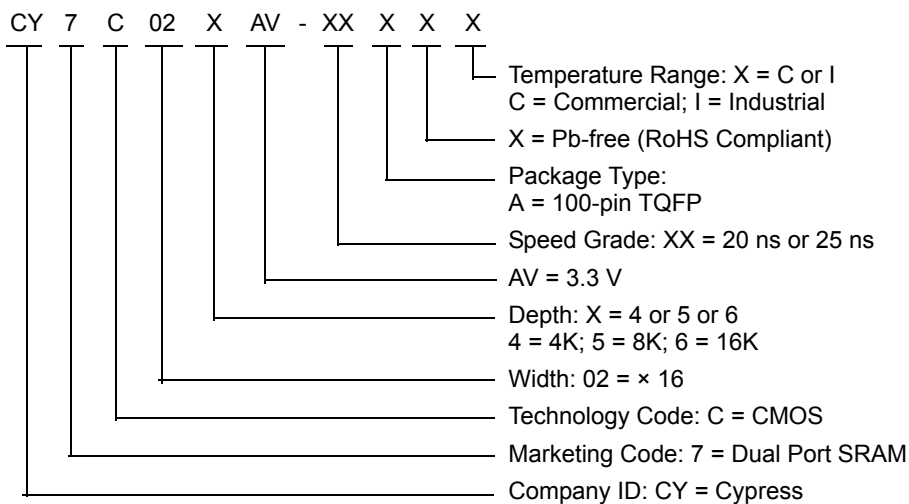 CY 7 C 02 X AV - XX X X X
Temperature Range: X = C or I
C = Commercial; I = Industrial
X = Pb-free (RoHS Compliant)
Package Type:
A = 100-pin TQFP
Speed Grade: XX = 20 ns or 25 ns
AV = 3.3 V
Depth: X = 4 or 5 or 6
4 = 4K; 5 = 8K; 6 = 16K
Width: 02 = × 16
Technology Code: C = CMOS
Marketing Code: 7 = Dual Port SRAM
Company ID: CY = Cypress